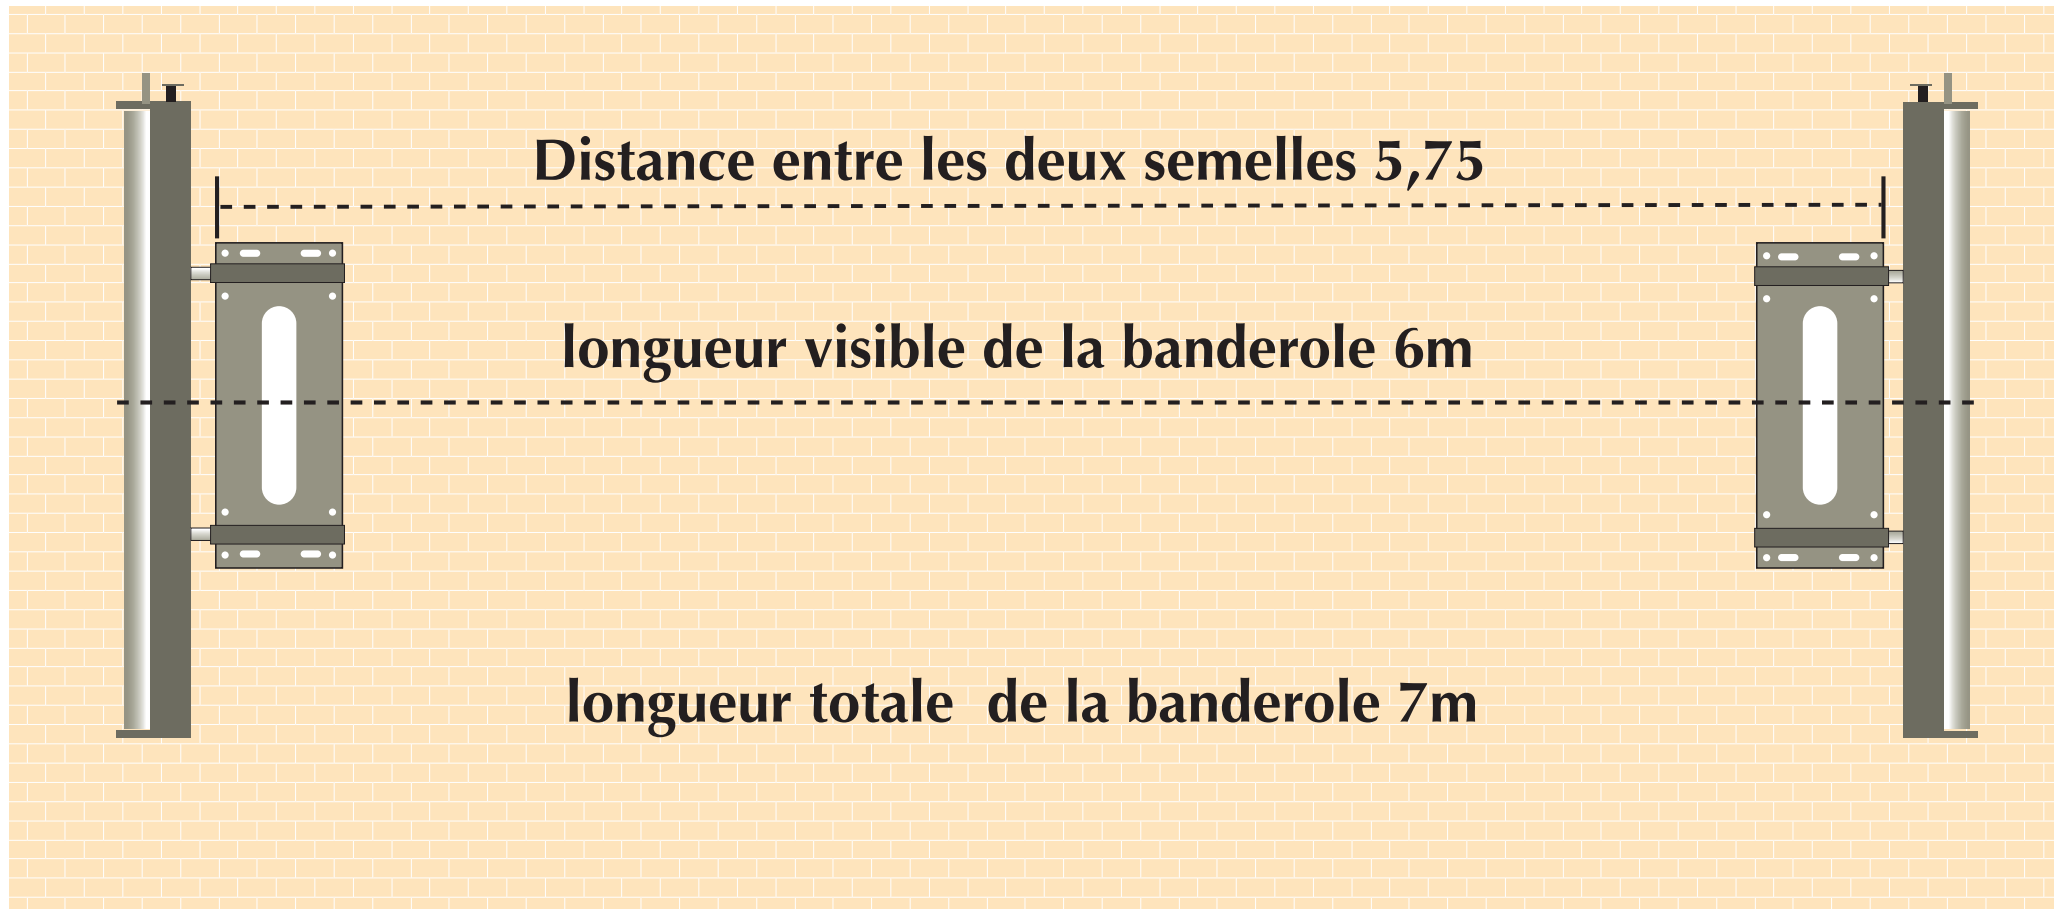 Distance entre les deux semelles 5,75
longueur visible de la banderole 6m
longueur totale  de la banderole 7m